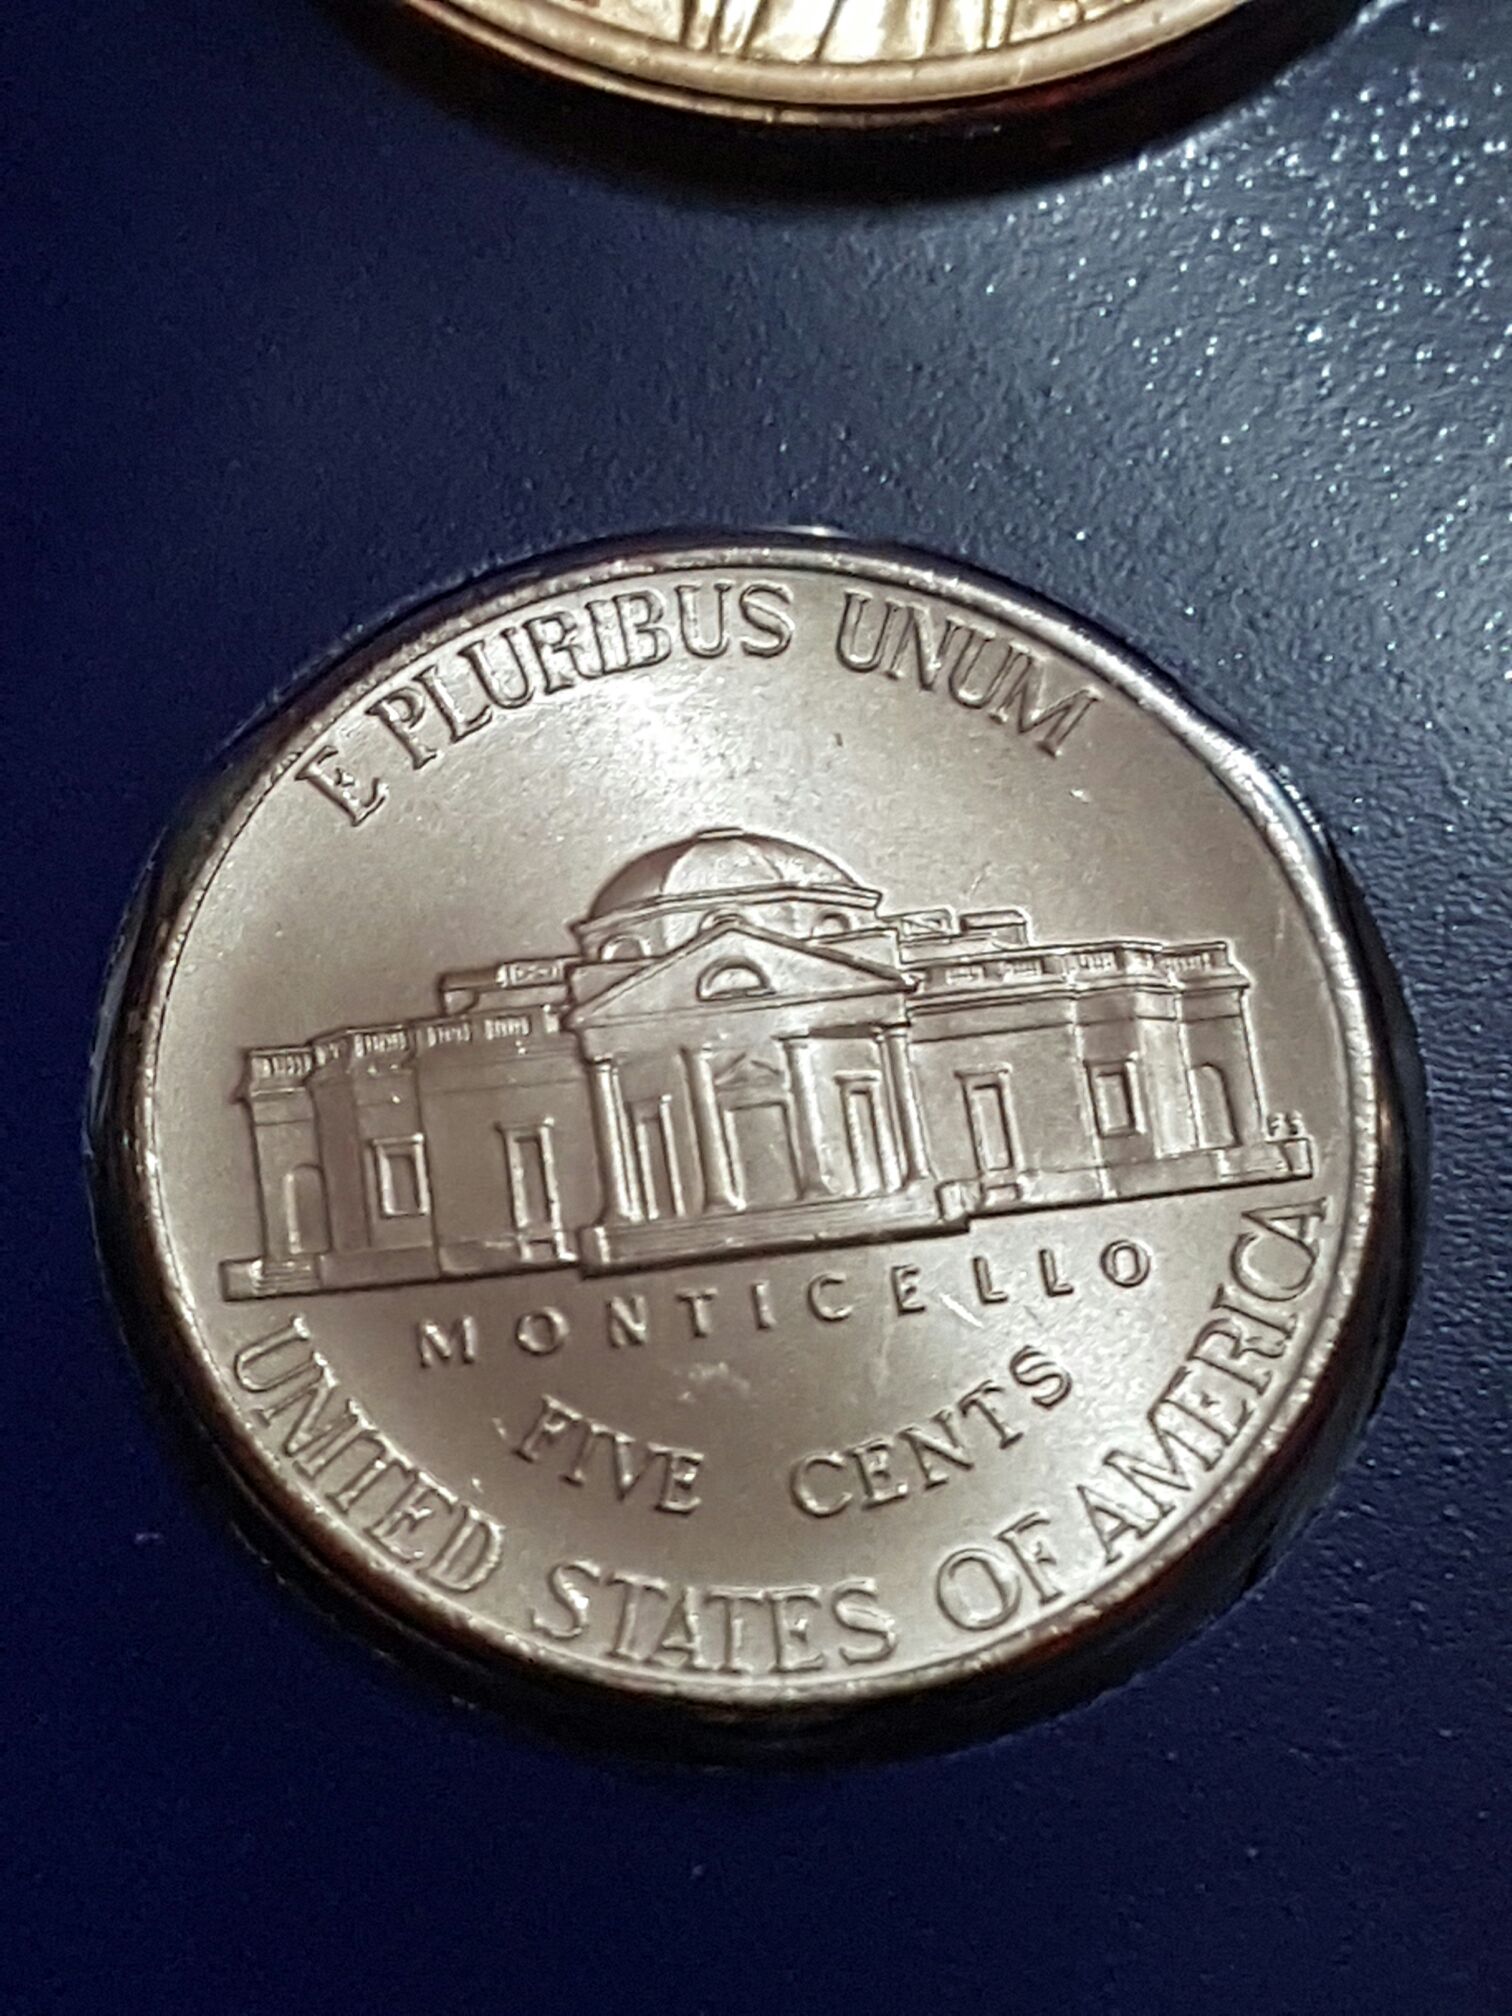 E PLURIBUS UNUM
FS
MONTICELLO
FIVE CENTS
UNITED STATES OF AMERICA